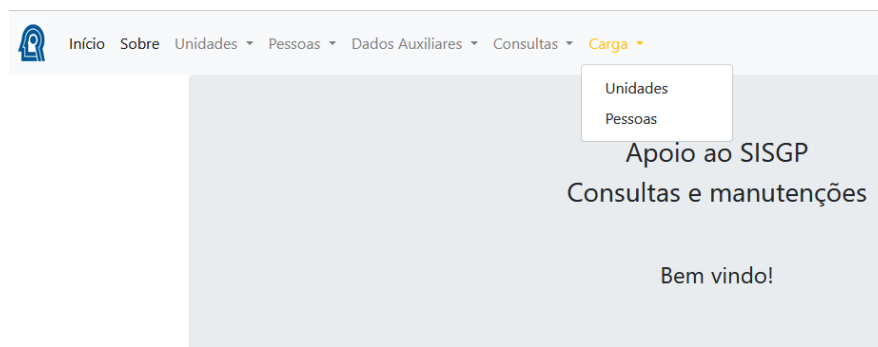 Início Sobre Unidades Pessoas Dados Auxiliares Consultas Carga
Unidades
Pessoas
Apoio ao SISGP
Consultas e manutenções
Bem vindo!